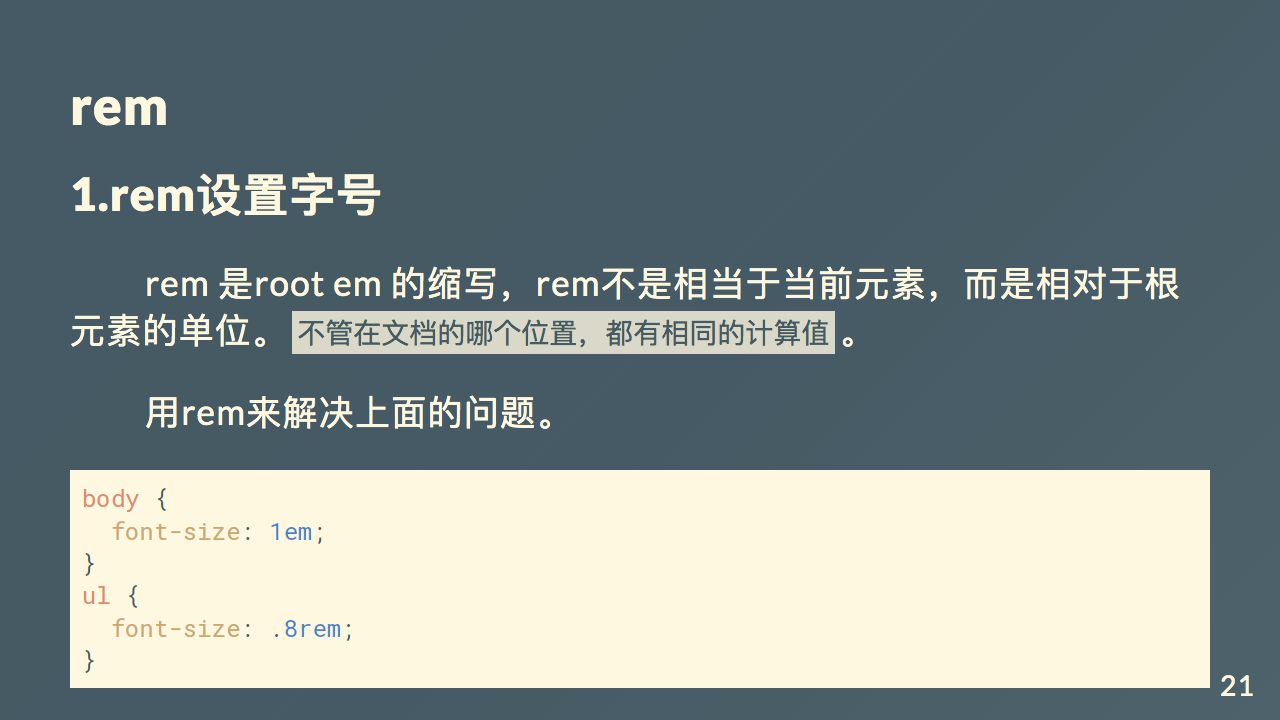 rem
1.rem设置字号
rem 是root em 的缩写，rem不是相当于当前元素，而是相对于根
元素的单位。 不管在文档的哪个位置，都有相同的计算值 。
用rem来解决上面的问题。
body {
  font-size: 1em;
}
ul {
  font-size: .8rem;
}
21